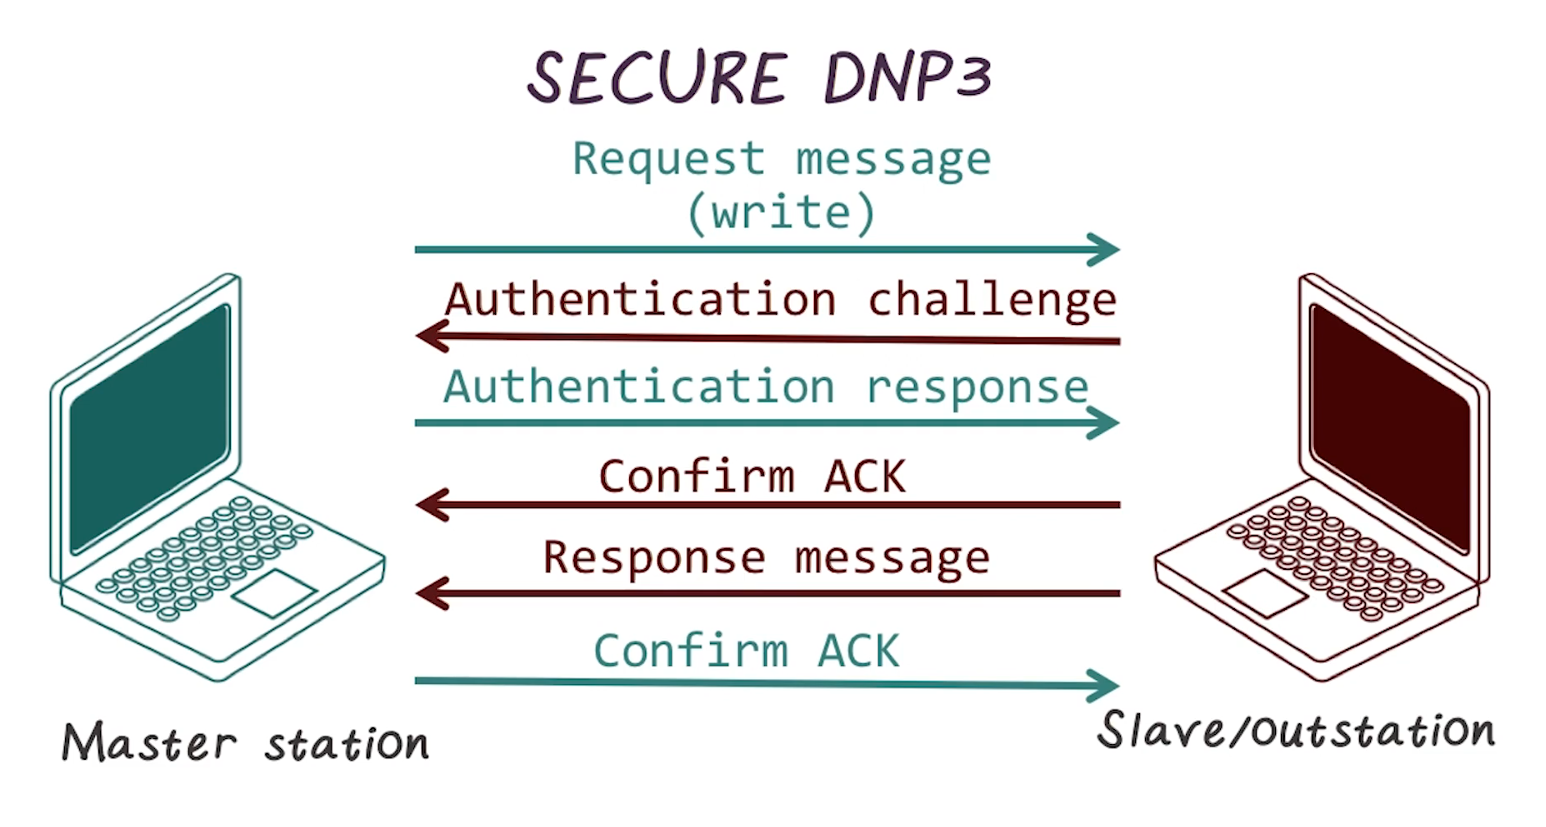 SECURE DNP3
Request message
(write)
Authentication challenge
Authentication response
Confirm ACK
Response message
Confirm ACK
Master station
Slave/outstation